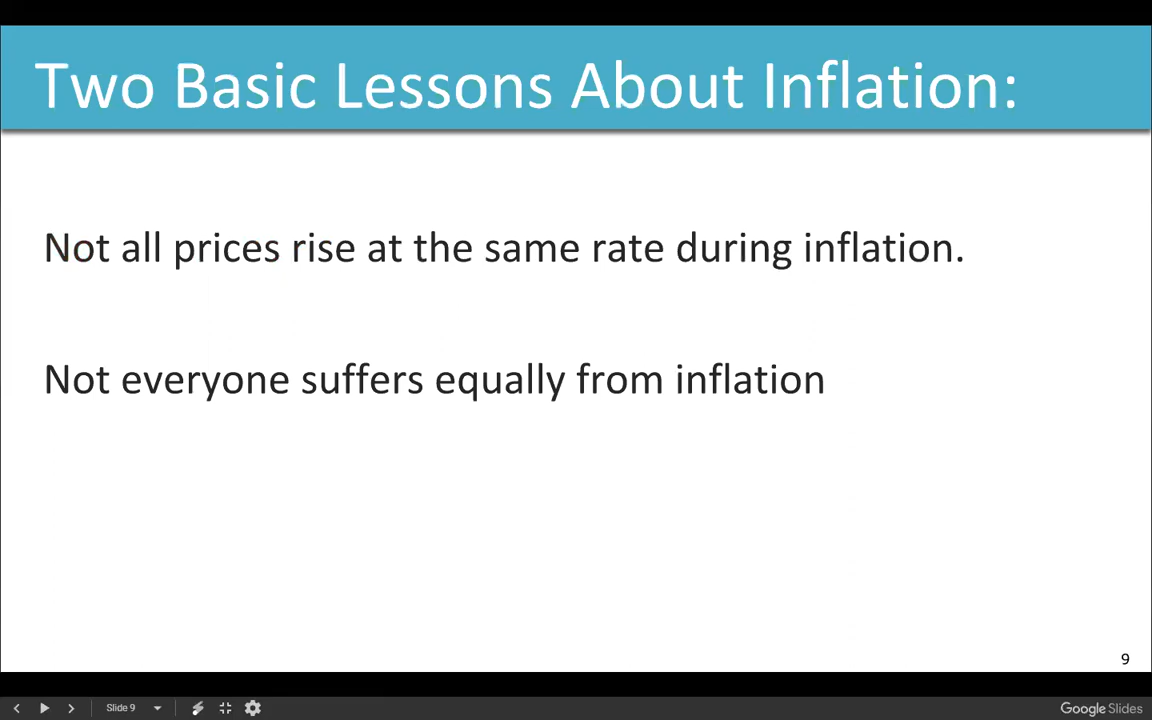 Two Basic Lessons About Inflation:
Not all prices rise at the same rate during inflation.
Not everyone suffers equally from inflation
9
Slide 9
Google Slides